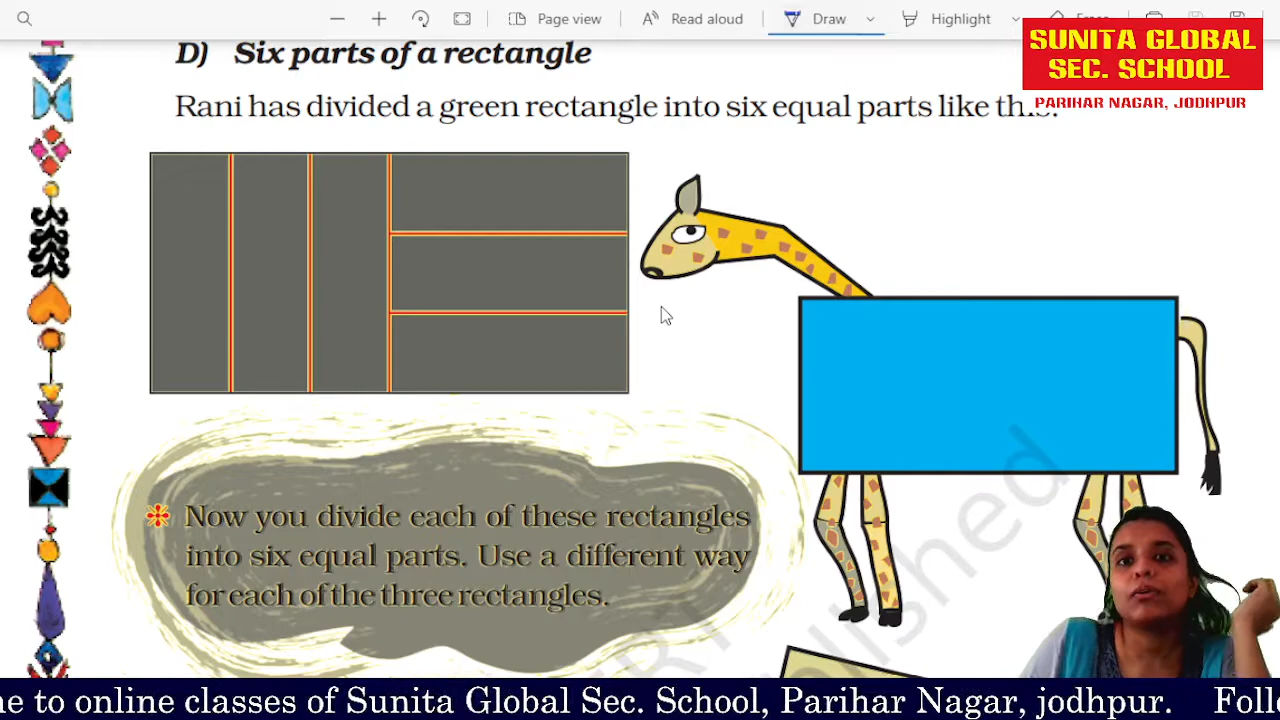 Page view
Read aloud
Draw
Highlight
Erase
SUNITA GLOBAL
SEC. SCHOOL
PARIHAR NAGAR, JODHPUR
D) Six parts of a rectangle
Rani has divided a green rectangle into six equal parts like this.
Now you divide each of these rectangles
into six equal parts. Use a different way
for each of the three rectangles.
to online classes of Sunita Global Sec. School, Parihar Nagar, jodhpur.